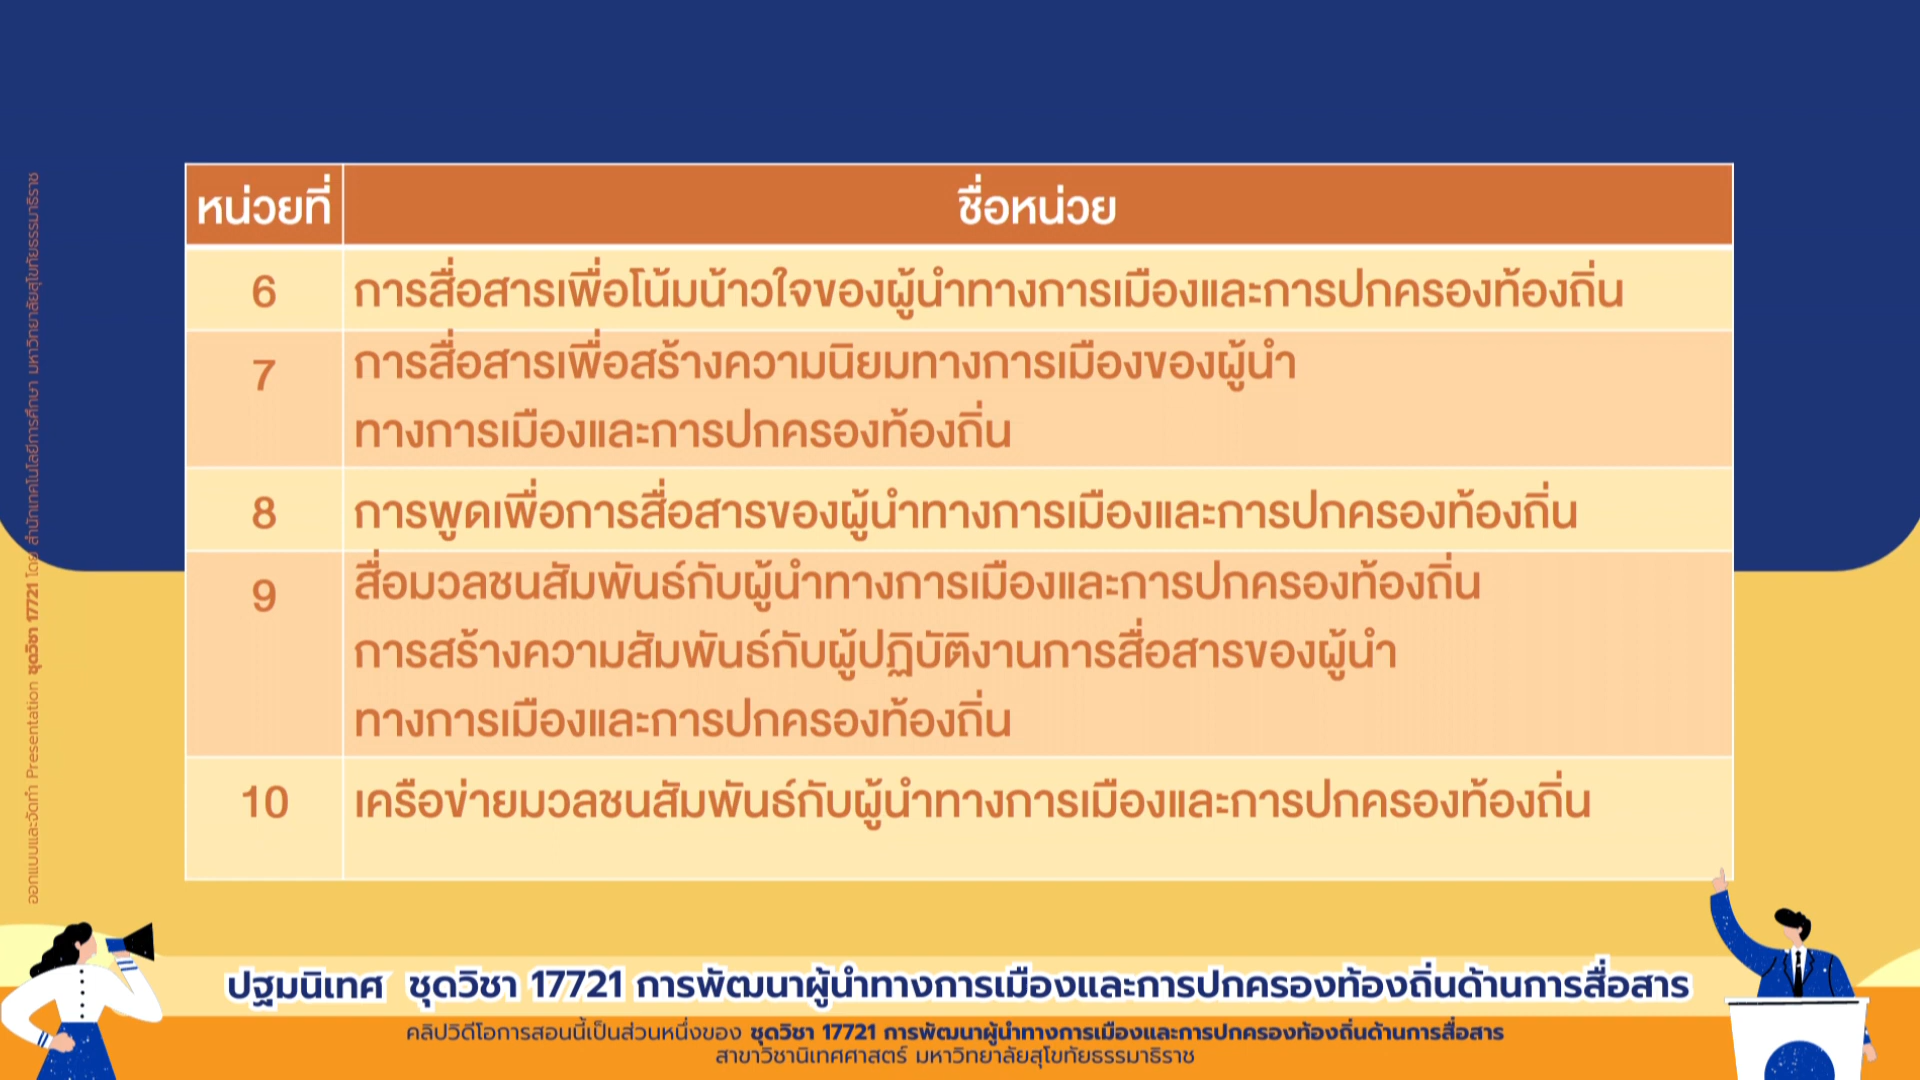 หน่วยที่ ชื่อหน่วย
6 การสื่อสารเพื่อโน้มน้าวใจของผู้นำทางการเมืองและการปกครองท้องถิ่น
7 การสื่อสารเพื่อสร้างความนิยมทางการเมืองของผู้นำ
ทางการเมืองและการปกครองท้องถิ่น
8 การพูดเพื่อการสื่อสารของผู้นำทางการเมืองและการปกครองท้องถิ่น
9 สื่อมวลชนสัมพันธ์กับผู้นำทางการเมืองและการปกครองท้องถิ่น
การสร้างความสัมพันธ์กับผู้ปฏิบัติงานการสื่อสารของผู้นำ
ทางการเมืองและการปกครองท้องถิ่น
10 เครือข่ายมวลชนสัมพันธ์กับผู้นำทางการเมืองและการปกครองท้องถิ่น
ออกแบบและจัดทำ Presentation ชุดวิชา 17721 โดย สำนักเทคโนโลยีการศึกษา มหาวิทยาลัยสุโขทัยธรรมาธิราช
ปฐมนิเทศ ชุดวิชา 17721 การพัฒนาผู้นำทางการเมืองและการปกครองท้องถิ่นด้านการสื่อสาร
คลิปวิดีโอการสอนนี้เป็นส่วนหนึ่งของ ชุดวิชา 17721 การพัฒนาผู้นำทางการเมืองและการปกครองท้องถิ่นด้านการสื่อสาร
สาขาวิชานิเทศศาสตร์ มหาวิทยาลัยสุโขทัยธรรมาธิราช